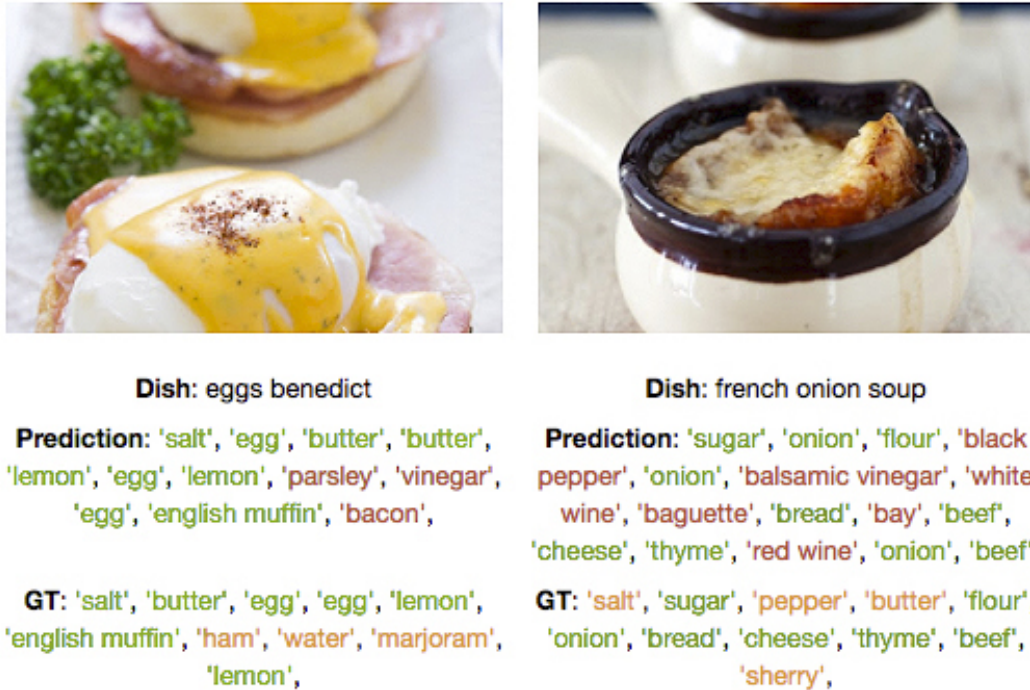 Dish: eggs benedict
Prediction: 'salt', 'egg', 'butter', 'butter',
'lemon', 'egg', 'lemon', 'parsley', 'vinegar',
'egg', 'english muffin', 'bacon',
GT: 'salt', 'butter', 'egg', 'egg', 'lemon',
'english muffin', 'ham', 'water', 'marjoram',
'lemon',
Dish: french onion soup
Prediction: 'sugar', 'onion', 'flour', 'black
pepper', 'onion', 'balsamic vinegar', 'white
wine', 'baguette', 'bread', 'bay', 'beef',
'cheese', 'thyme', 'red wine', 'onion', 'beef'
GT: 'salt', 'sugar', 'pepper', 'butter', 'flour'
'onion', 'bread', 'cheese', 'thyme', 'beef',
'sherry',